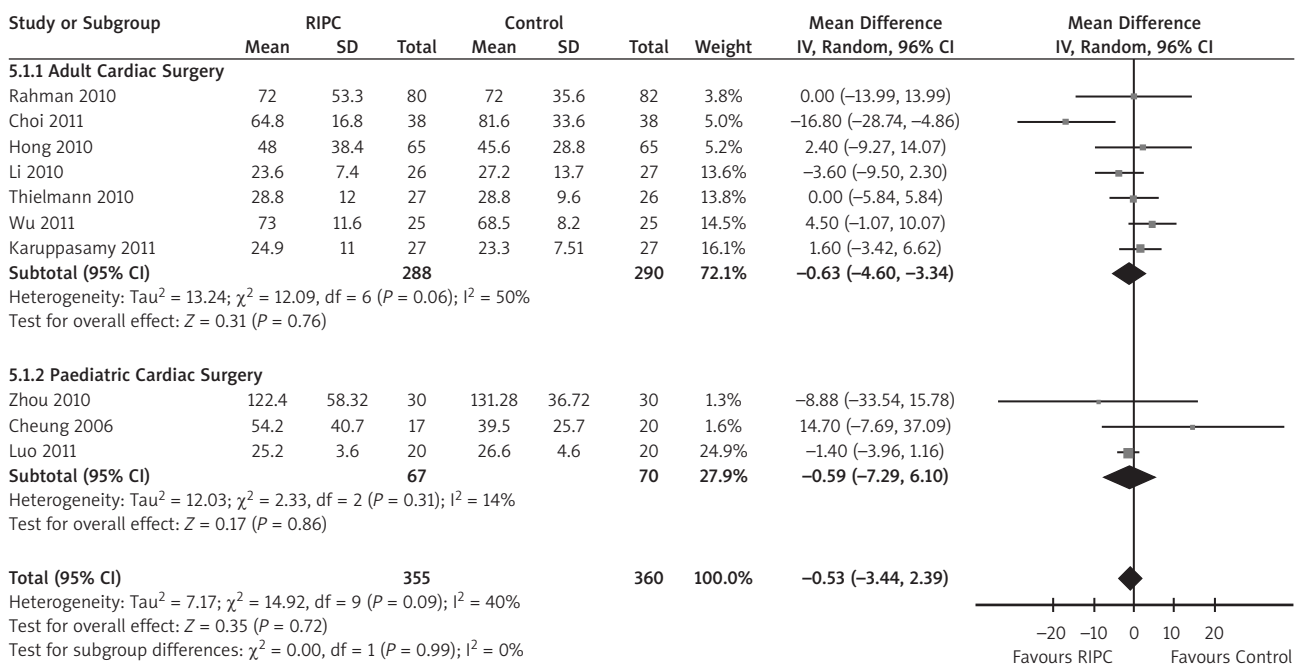 Study or Subgroup RIPC Control Mean Difference Mean Difference
Mean SD Total Mean SD Total Weight IV, Random, 96% CI IV, Random, 96% CI
5.1.1 Adult Cardiac Surgery
Rahman 2010 72 53.3 80 72 35.6 82 3.8% 0.00 (–13.99, 13.99)
Choi 2011 64.8 16.8 38 81.6 33.6 38 5.0% –16.80 (–28.74, –4.86)
Hong 2010 48 38.4 65 45.6 28.8 65 5.2% 2.40 (–9.27, 14.07)
Li 2010 23.6 7.4 26 27.2 13.7 27 13.6% –3.60 (–9.50, 2.30)
Thielmann 2010 28.8 12 27 28.8 9.6 26 13.8% 0.00 (–5.84, 5.84)
Wu 2011 73 11.6 25 68.5 8.2 25 14.5% 4.50 (–1.07, 10.07)
Karuppasamy 2011 24.9 11 27 23.3 7.51 27 16.1% 1.60 (–3.42, 6.62)
Subtotal (95% CI) 288 290 72.1% –0.63 (–4.60, –3.34)
Heterogeneity: Tau² = 13.24; χ² = 12.09, df = 6 (P = 0.06); I² = 50%
Test for overall effect: Z = 0.31 (P = 0.76)
5.1.2 Paediatric Cardiac Surgery
Zhou 2010 122.4 58.32 30 131.28 36.72 30 1.3% –8.88 (–33.54, 15.78)
Cheung 2006 54.2 40.7 17 39.5 25.7 20 1.6% 14.70 (–7.69, 37.09)
Luo 2011 25.2 3.6 20 26.6 4.6 20 24.9% –1.40 (–3.96, 1.16)
Subtotal (95% CI) 67 70 27.9% –0.59 (–7.29, 6.10)
Heterogeneity: Tau² = 12.03; χ² = 2.33, df = 2 (P = 0.31); I² = 14%
Test for overall effect: Z = 0.17 (P = 0.86)
Total (95% CI) 355 360 100.0% –0.53 (–3.44, 2.39)
Heterogeneity: Tau² = 7.17; χ² = 14.92, df = 9 (P = 0.09); I² = 40%
Test for overall effect: Z = 0.35 (P = 0.72)
Test for subgroup differences: χ² = 0.00, df = 1 (P = 0.99); I² = 0%
–20 –10 0 10 20
Favours RIPC Favours Control